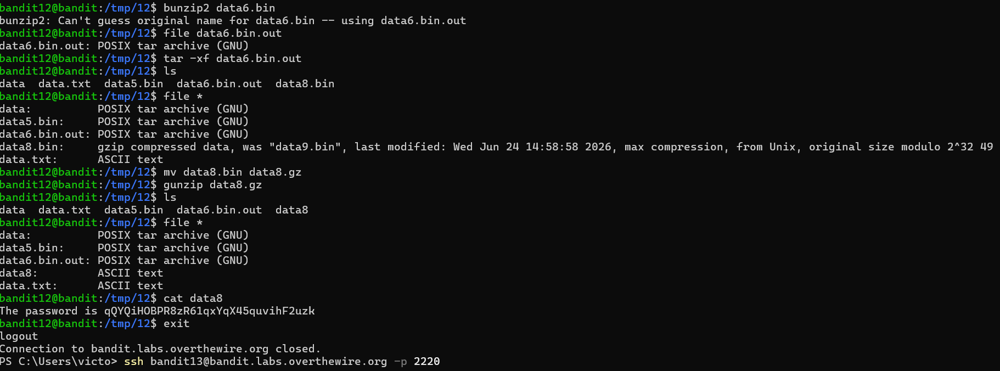 bandit12@bandit:/tmp/12$ bunzip2 data6.bin
bunzip2: Can't guess original name for data6.bin -- using data6.bin.out
bandit12@bandit:/tmp/12$ file data6.bin.out
data6.bin.out: POSIX tar archive (GNU)
bandit12@bandit:/tmp/12$ tar -xf data6.bin.out
bandit12@bandit:/tmp/12$ ls
data  data.txt  data5.bin  data6.bin.out  data8.bin
bandit12@bandit:/tmp/12$ file *
data:          POSIX tar archive (GNU)
data5.bin:     POSIX tar archive (GNU)
data6.bin.out: POSIX tar archive (GNU)
data8.bin:     gzip compressed data, was "data9.bin", last modified: Wed Jun 24 14:58:58 2026, max compression, from Unix, original size modulo 2^32 49
data.txt:      ASCII text
bandit12@bandit:/tmp/12$ mv data8.bin data8.gz
bandit12@bandit:/tmp/12$ gunzip data8.gz
bandit12@bandit:/tmp/12$ ls
data  data.txt  data5.bin  data6.bin.out  data8
bandit12@bandit:/tmp/12$ file *
data:          POSIX tar archive (GNU)
data5.bin:     POSIX tar archive (GNU)
data6.bin.out: POSIX tar archive (GNU)
data8:         ASCII text
data.txt:      ASCII text
bandit12@bandit:/tmp/12$ cat data8
The password is qQYQiHOBPR8zR61qxYqX45quvihF2uzk
bandit12@bandit:/tmp/12$ exit
logout
Connection to bandit.labs.overthewire.org closed.
PS C:\Users\victo> ssh bandit13@bandit.labs.overthewire.org -p 2220